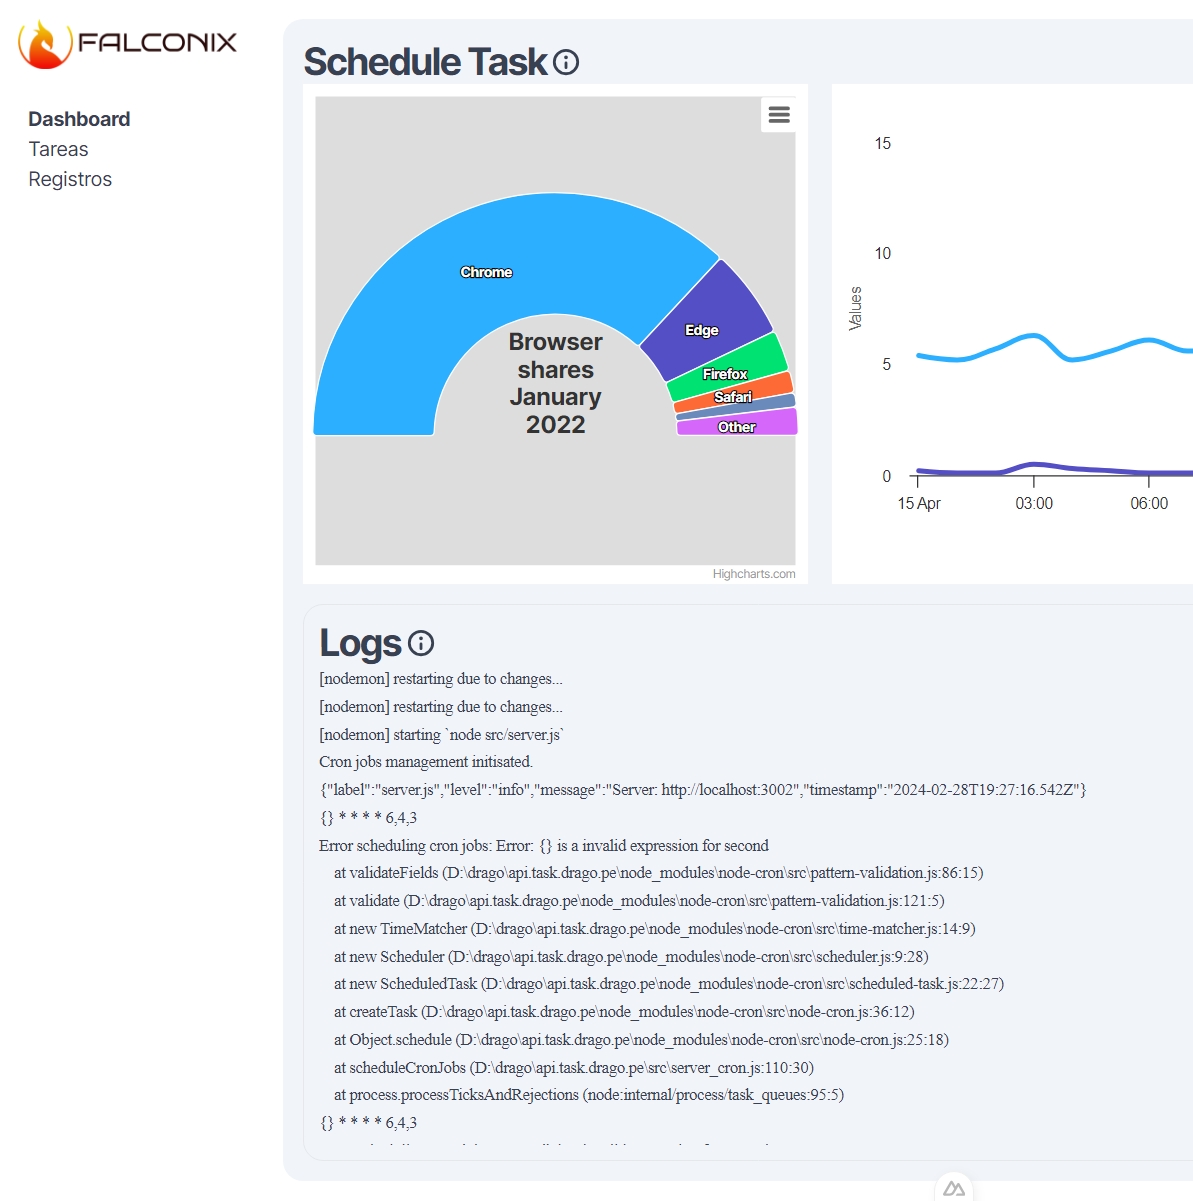 FALCONIX
Dashboard
Tareas
Registros
Schedule Task
Chrome
Edge
Firefox
Safari
Other
Browser
shares
January
2022
Highcharts.com
Values
15
10
5
0
15 Apr
03:00
06:00
Logs
[nodemon] restarting due to changes...
[nodemon] restarting due to changes...
[nodemon] starting `node src/server.js`
Cron jobs management initisated.
{"label":"server.js","level":"info","message":"Server: http://localhost:3002","timestamp":"2024-02-28T19:27:16.542Z"}
{} * * * * 6,4,3
Error scheduling cron jobs: Error: {} is a invalid expression for second
at validateFields (D:\drago\api.task.drago.pe\node_modules\node-cron\src\pattern-validation.js:86:15)
at validate (D:\drago\api.task.drago.pe\node_modules\node-cron\src\pattern-validation.js:121:5)
at new TimeMatcher (D:\drago\api.task.drago.pe\node_modules\node-cron\src\time-matcher.js:14:9)
at new Scheduler (D:\drago\api.task.drago.pe\node_modules\node-cron\src\scheduler.js:9:28)
at new ScheduledTask (D:\drago\api.task.drago.pe\node_modules\node-cron\src\scheduled-task.js:22:27)
at createTask (D:\drago\api.task.drago.pe\node_modules\node-cron\src\node-cron.js:36:12)
at Object.schedule (D:\drago\api.task.drago.pe\node_modules\node-cron\src\node-cron.js:25:18)
at scheduleCronJobs (D:\drago\api.task.drago.pe\src\server_cron.js:110:30)
at process.processTicksAndRejections (node:internal/process/task_queues:95:5)
{} * * * * 6,4,3